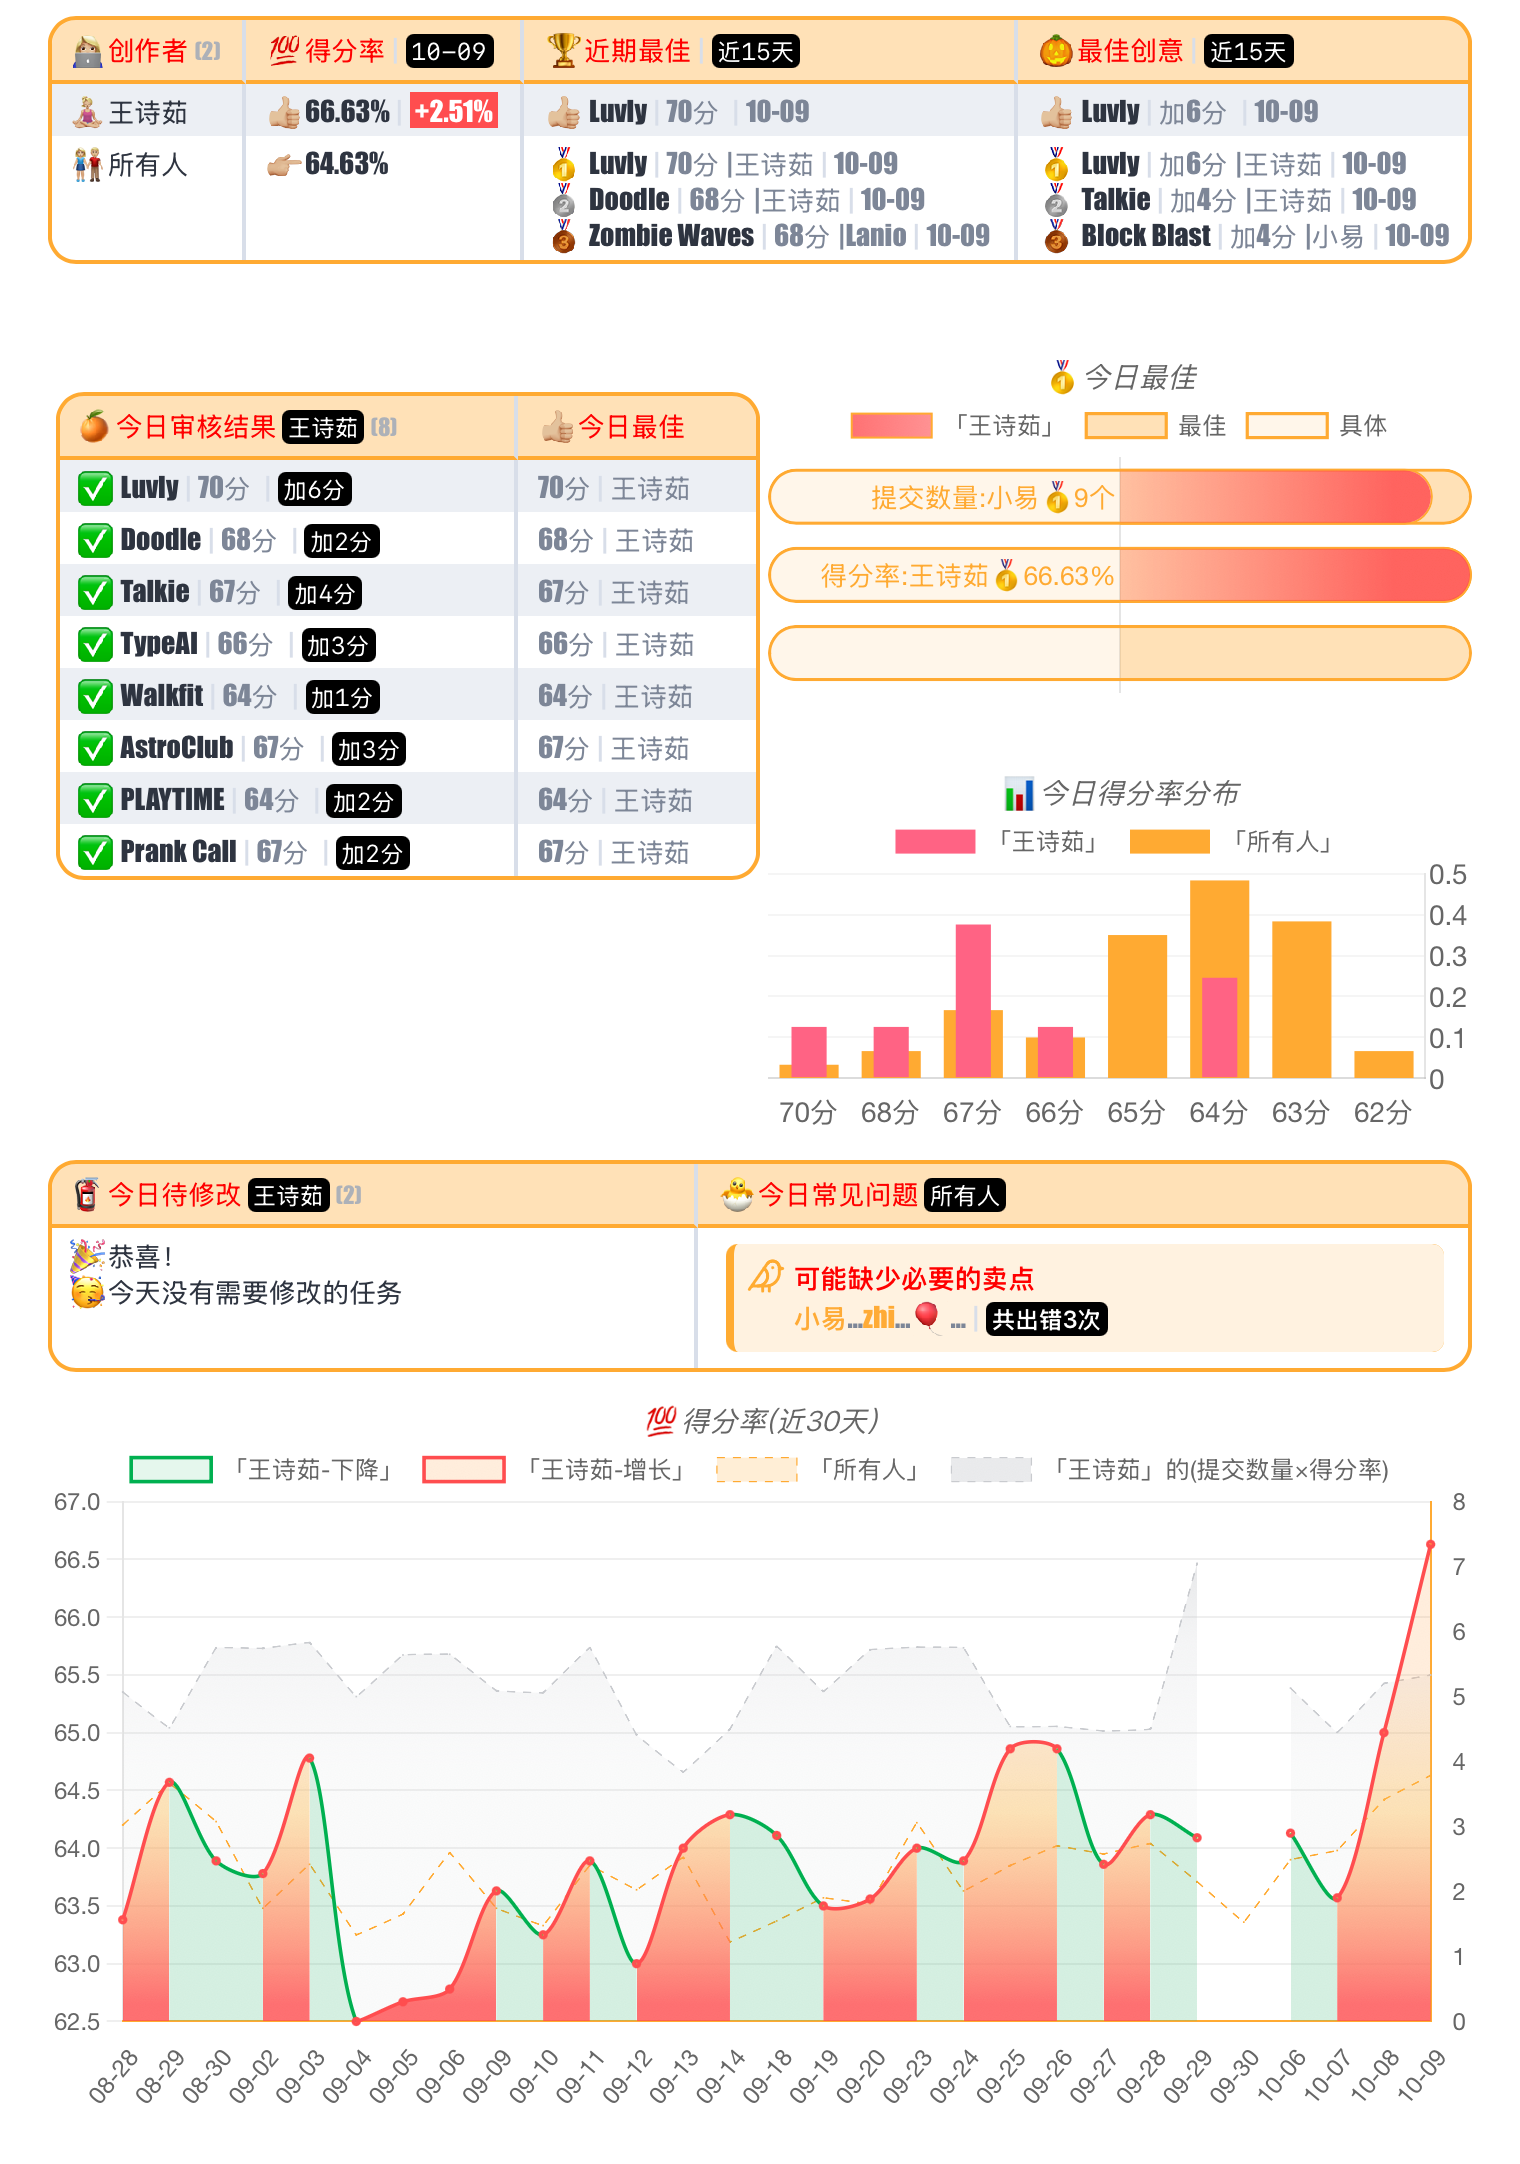 创作者 (2)
得分率 | 10-09
近期最佳 | 近15天
最佳创意 | 近15天
王诗茹
66.63% | +2.51%
Luvly | 70分 | 10-09
Luvly | 加6分 | 10-09
所有人
64.63%
Luvly | 70分 |王诗茹 | 10-09
Doodle | 68分 |王诗茹 | 10-09
Zombie Waves | 68分 |Lanio | 10-09
Luvly | 加6分 |王诗茹 | 10-09
Talkie | 加4分 |王诗茹 | 10-09
Block Blast | 加4分 |小易 | 10-09
今日审核结果 王诗茹 (8)
今日最佳
Luvly | 70分 | 加6分
70分 | 王诗茹
Doodle | 68分 | 加2分
68分 | 王诗茹
Talkie | 67分 | 加4分
67分 | 王诗茹
TypeAI | 66分 | 加3分
66分 | 王诗茹
Walkfit | 64分 | 加1分
64分 | 王诗茹
AstroClub | 67分 | 加3分
67分 | 王诗茹
PLAYTIME | 64分 | 加2分
64分 | 王诗茹
Prank Call | 67分 | 加2分
67分 | 王诗茹
今日最佳
「王诗茹」 最佳 具体
提交数量:小易🥇9个
得分率:王诗茹🥇66.63%
今日得分率分布
「王诗茹」 「所有人」
0.5
0.4
0.3
0.2
0.1
0
70分 68分 67分 66分 65分 64分 63分 62分
今日待修改 王诗茹 (2)
今日常见问题 所有人
恭喜！
今天没有需要修改的任务
可能缺少必要的卖点
小易...zhi...🎈 ... | 共出错3次
得分率(近30天)
「王诗茹-下降」 「王诗茹-增长」 「所有人」 「王诗茹」的(提交数量×得分率)
67.0
66.5
66.0
65.5
65.0
64.5
64.0
63.5
63.0
62.5
8
7
6
5
4
3
2
1
0
08-28 08-29 08-30 09-02 09-03 09-04 09-05 09-06 09-09 09-10 09-11 09-12 09-13 09-14 09-18 09-19 09-20 09-23 09-24 09-25 09-26 09-27 09-28 09-29 09-30 10-06 10-07 10-08 10-09